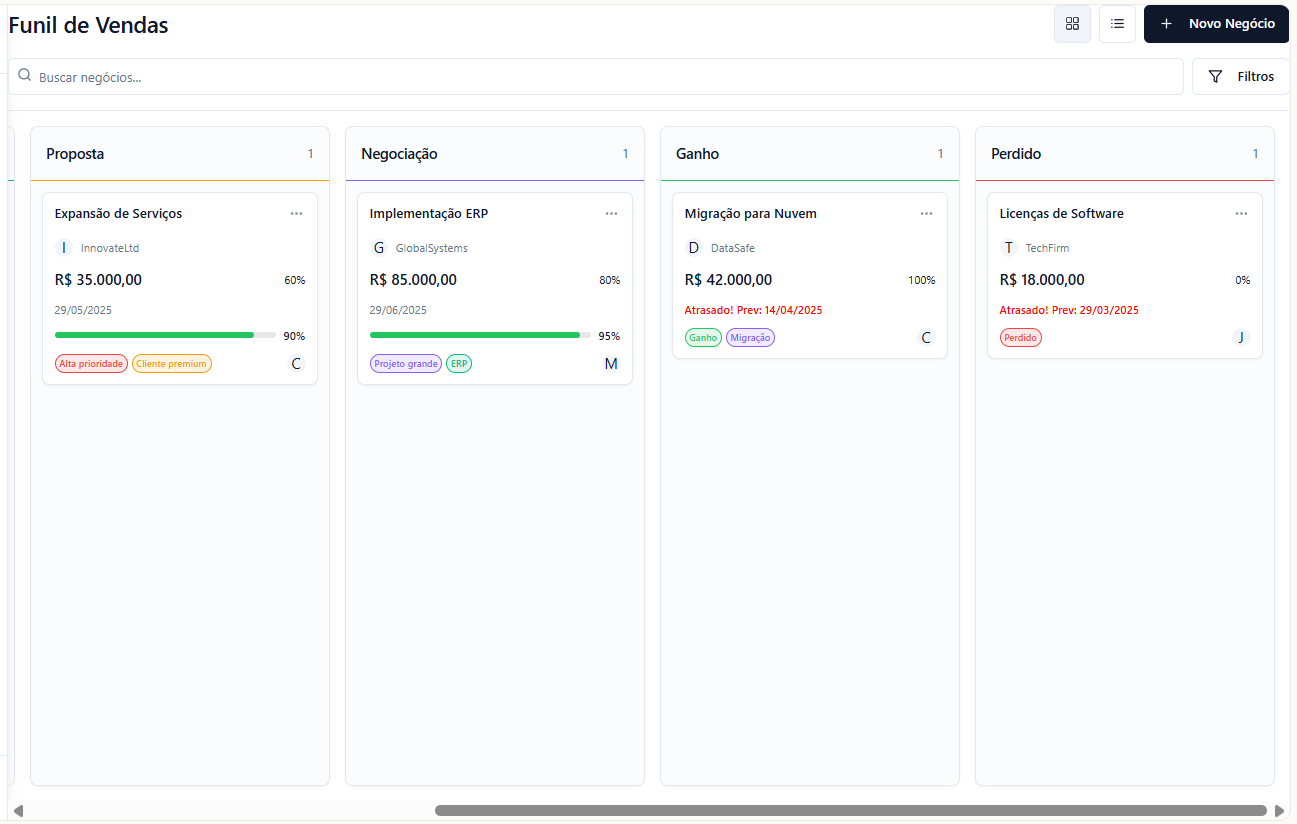 Funil de Vendas
Novo Negócio
Buscar negócios...
Filtros
Proposta 1
Expansão de Serviços ···
I InnovateLtd
R$ 35.000,00 60%
29/05/2025
90%
Alta prioridade Cliente premium C
Negociação 1
Implementação ERP ···
G GlobalSystems
R$ 85.000,00 80%
29/06/2025
95%
Projeto grande ERP M
Ganho 1
Migração para Nuvem ···
D DataSafe
R$ 42.000,00 100%
Atrasado! Prev: 14/04/2025
Ganho Migração C
Perdido 1
Licenças de Software ···
T TechFirm
R$ 18.000,00 0%
Atrasado! Prev: 29/03/2025
Perdido J